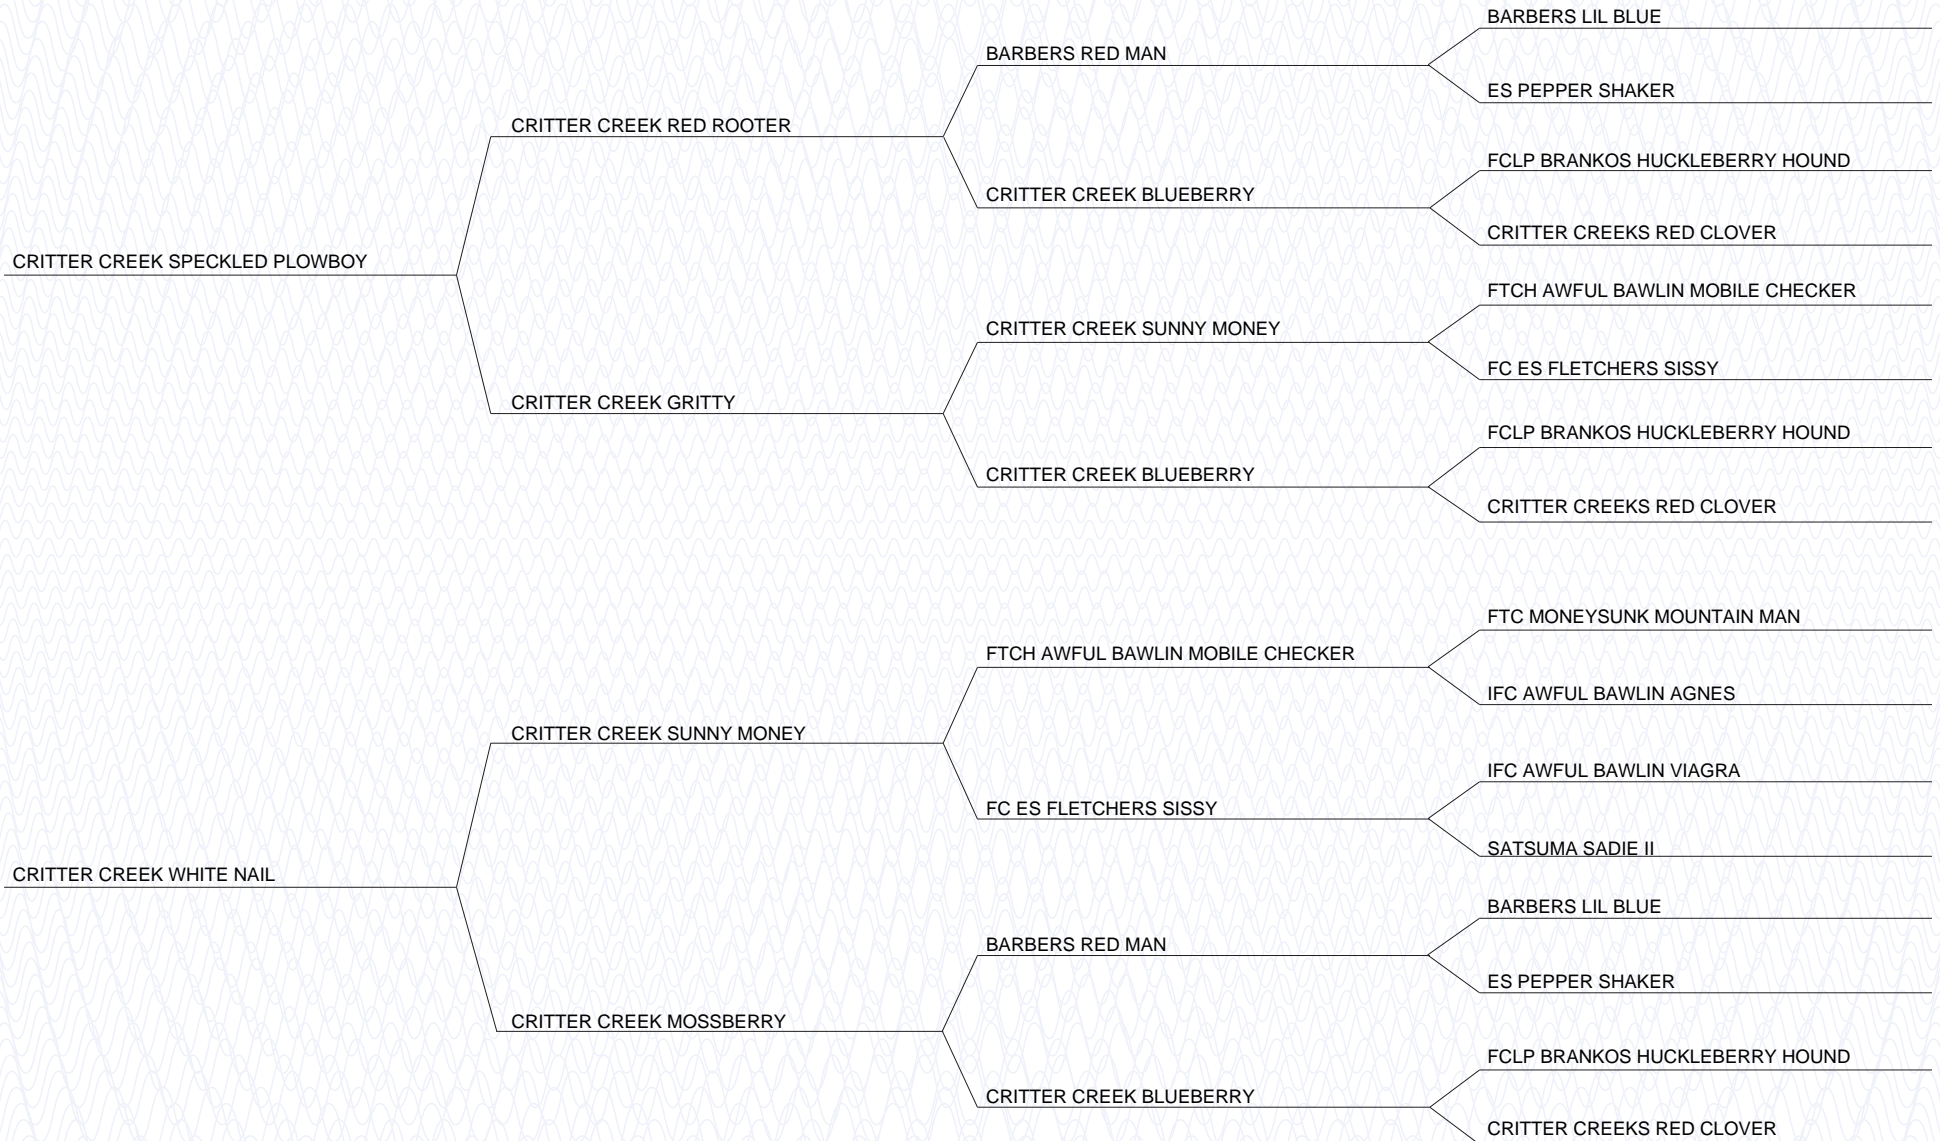 BARBERS LIL BLUE
BARBERS RED MAN
ES PEPPER SHAKER
CRITTER CREEK RED ROOTER
FCLP BRANKOS HUCKLEBERRY HOUND
CRITTER CREEK BLUEBERRY
CRITTER CREEKS RED CLOVER
CRITTER CREEK SPECKLED PLOWBOY
FTCH AWFUL BAWLIN MOBILE CHECKER
CRITTER CREEK SUNNY MONEY
FC ES FLETCHERS SISSY
CRITTER CREEK GRITTY
FCLP BRANKOS HUCKLEBERRY HOUND
CRITTER CREEK BLUEBERRY
CRITTER CREEKS RED CLOVER
FTC MONEYSUNK MOUNTAIN MAN
FTCH AWFUL BAWLIN MOBILE CHECKER
IFC AWFUL BAWLIN AGNES
CRITTER CREEK SUNNY MONEY
IFC AWFUL BAWLIN VIAGRA
FC ES FLETCHERS SISSY
SATSUMA SADIE II
CRITTER CREEK WHITE NAIL
BARBERS LIL BLUE
BARBERS RED MAN
ES PEPPER SHAKER
CRITTER CREEK MOSSBERRY
FCLP BRANKOS HUCKLEBERRY HOUND
CRITTER CREEK BLUEBERRY
CRITTER CREEKS RED CLOVER